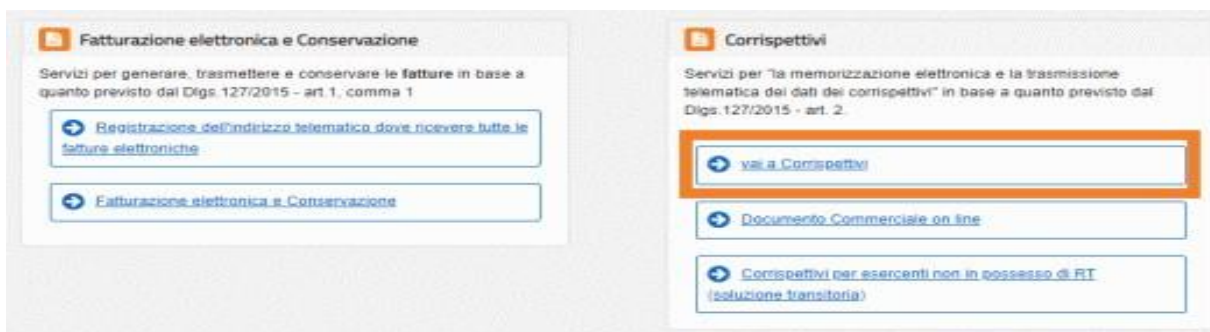 Fatturazione elettronica e Conservazione
Servizi per generare, trasmettere e conservare le fatture in base a
quanto previsto dal Dlgs.127/2015 - art.1, comma 1
Registrazione dell'indirizzo telematico dove ricevere tutte le
fatture elettroniche
Fatturazione elettronica e Conservazione
Corrispettivi
Servizi per "la memorizzazione elettronica e la trasmissione
telematica dei dati dei corrispettivi" in base a quanto previsto dal
Dlgs.127/2015 - art. 2.
vai a Corrispettivi
Documento Commerciale on line
Corrispettivi per esercenti non in possesso di RT
(soluzione transitoria)